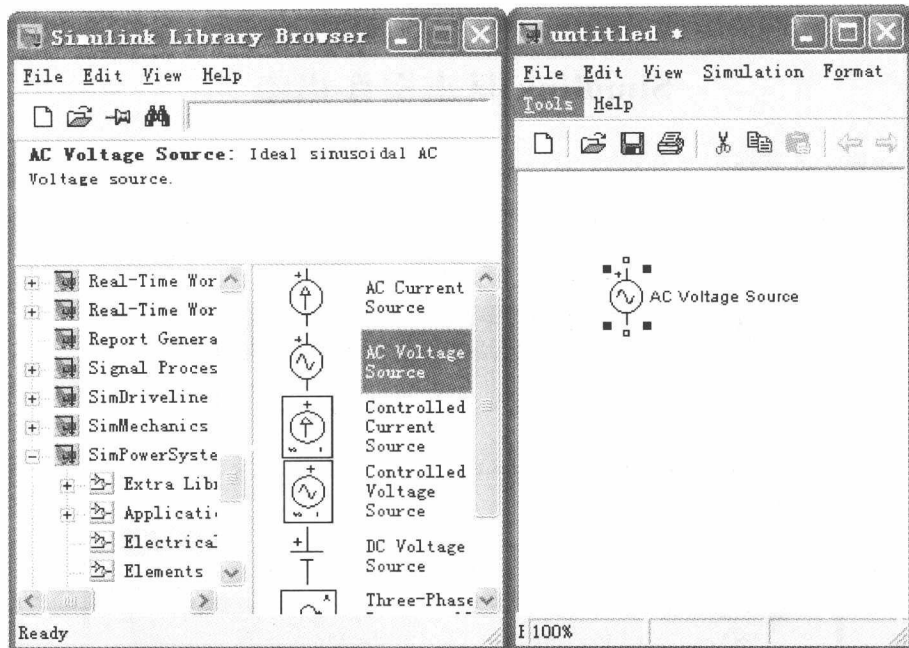 Simulink Library Browser
File Edit View Help
AC Voltage Source: Ideal sinusoidal AC
Voltage source.
Real-Time Wor
Real-Time Wor
Report Genera
Signal Proces
SimDriveline
SimMechanics
SimPowerSyste
Extra Lib
Applicati
Electrical
Elements
AC Current
Source
AC Voltage
Source
Controlled
Current
Source
Controlled
Voltage
Source
DC Voltage
Source
Three-Phase
Ready
untitled *
File Edit View Simulation Format
Tools Help
AC Voltage Source
100%